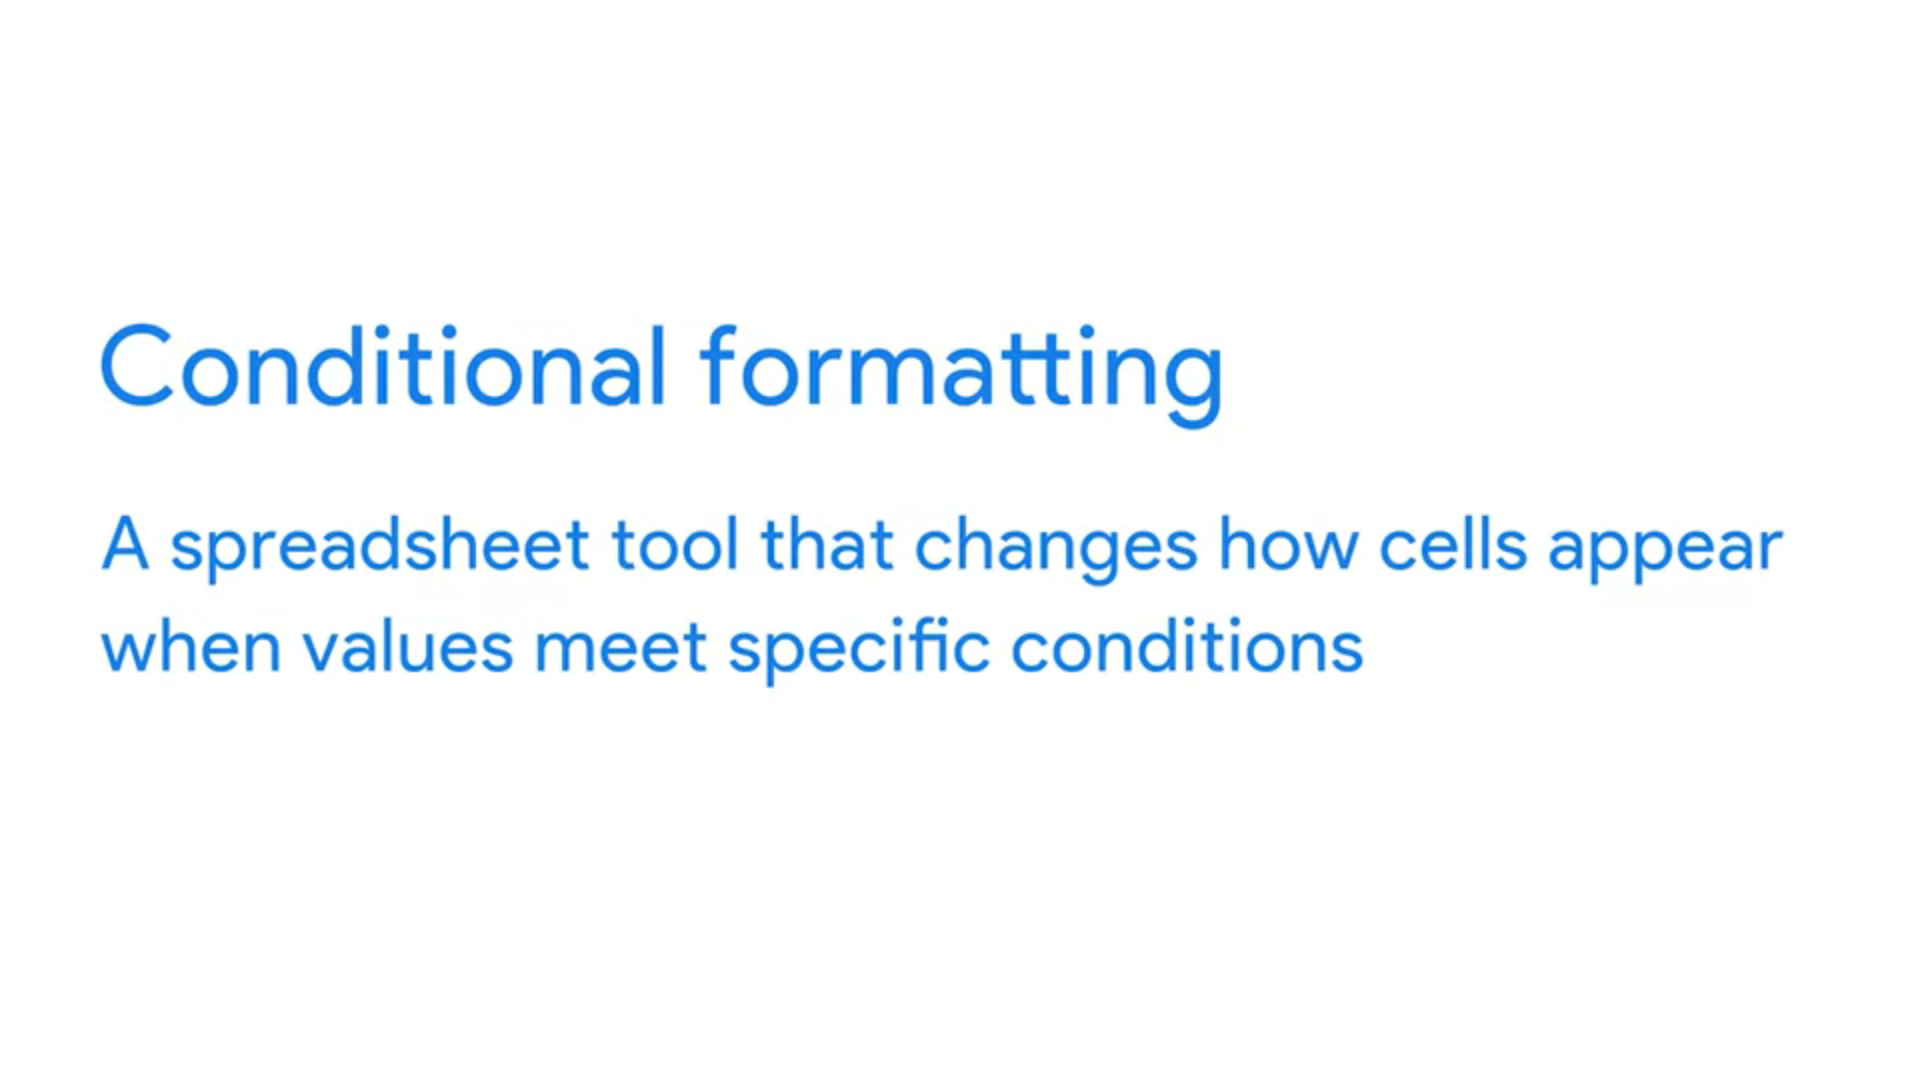 Conditional formatting
A spreadsheet tool that changes how cells appear
when values meet specific conditions